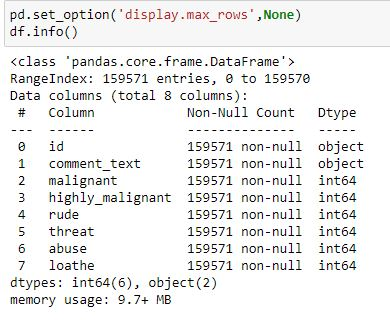 pd.set_option('display.max_rows',None)
df.info()
<class 'pandas.core.frame.DataFrame'>
RangeIndex: 159571 entries, 0 to 159570
Data columns (total 8 columns):
 #   Column            Non-Null Count   Dtype
---  ------            --------------   -----
 0   id                159571 non-null  object
 1   comment_text      159571 non-null  object
 2   malignant         159571 non-null  int64
 3   highly_malignant  159571 non-null  int64
 4   rude              159571 non-null  int64
 5   threat            159571 non-null  int64
 6   abuse             159571 non-null  int64
 7   loathe            159571 non-null  int64
dtypes: int64(6), object(2)
memory usage: 9.7+ MB